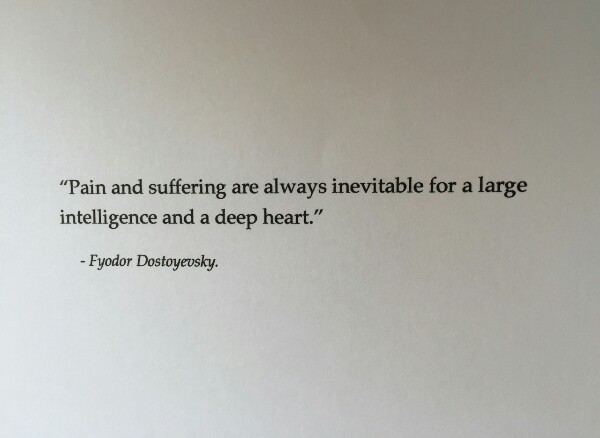 “Pain and suffering are always inevitable for a large
intelligence and a deep heart.”
- Fyodor Dostoyevsky.